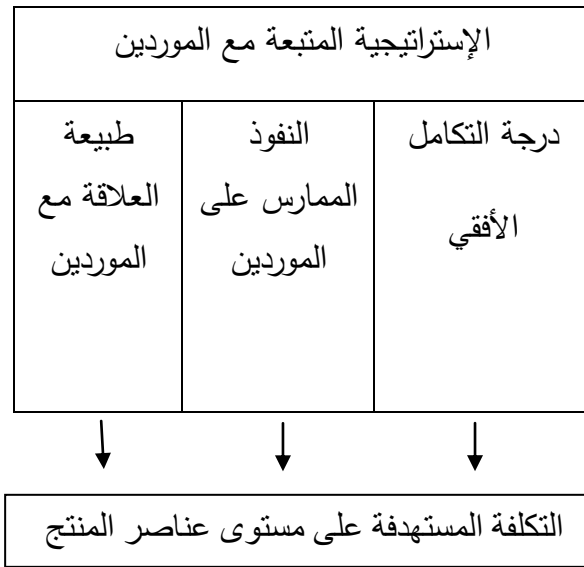 الإستراتيجية المتبعة مع الموردين
درجة التكامل
الأفقي
النفوذ
الممارس على
الموردين
طبيعة
العلاقة مع
الموردين
التكلفة المستهدفة على مستوى عناصر المنتج